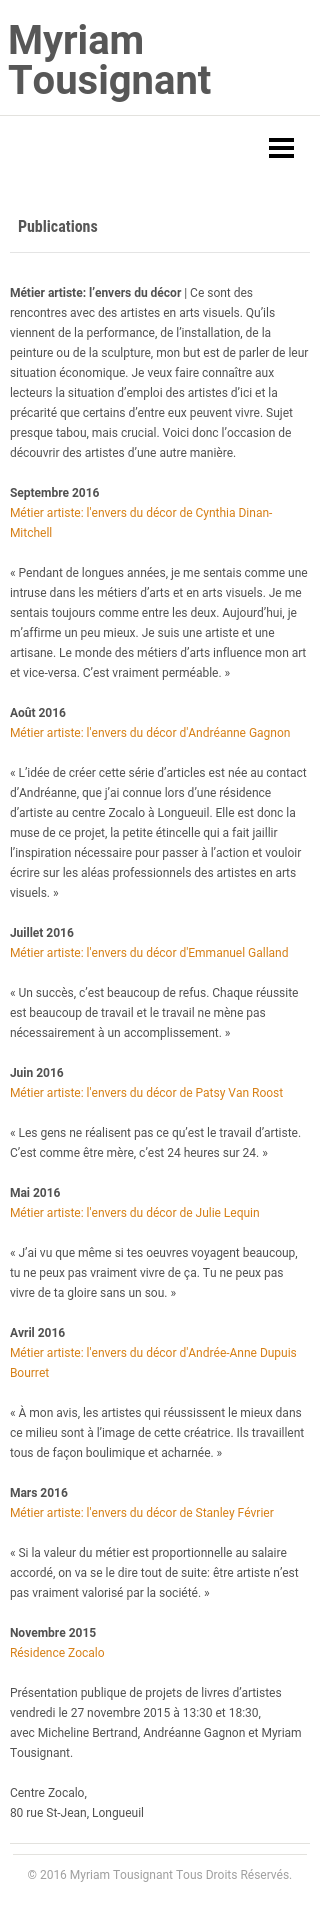 Myriam
Tousignant
Publications
Métier artiste: l’envers du décor | Ce sont des
rencontres avec des artistes en arts visuels. Qu’ils
viennent de la performance, de l’installation, de la
peinture ou de la sculpture, mon but est de parler de leur
situation économique. Je veux faire connaître aux
lecteurs la situation d’emploi des artistes d’ici et la
précarité que certains d’entre eux peuvent vivre. Sujet
presque tabou, mais crucial. Voici donc l’occasion de
découvrir des artistes d’une autre manière.
Septembre 2016
Métier artiste: l'envers du décor de Cynthia Dinan-
Mitchell
« Pendant de longues années, je me sentais comme une
intruse dans les métiers d’arts et en arts visuels. Je me
sentais toujours comme entre les deux. Aujourd’hui, je
m’affirme un peu mieux. Je suis une artiste et une
artisane. Le monde des métiers d’arts influence mon art
et vice-versa. C’est vraiment perméable. »
Août 2016
Métier artiste: l'envers du décor d'Andréanne Gagnon
« L’idée de créer cette série d’articles est née au contact
d’Andréanne, que j’ai connue lors d’une résidence
d’artiste au centre Zocalo à Longueuil. Elle est donc la
muse de ce projet, la petite étincelle qui a fait jaillir
l’inspiration nécessaire pour passer à l’action et vouloir
écrire sur les aléas professionnels des artistes en arts
visuels. »
Juillet 2016
Métier artiste: l'envers du décor d'Emmanuel Galland
« Un succès, c’est beaucoup de refus. Chaque réussite
est beaucoup de travail et le travail ne mène pas
nécessairement à un accomplissement. »
Juin 2016
Métier artiste: l'envers du décor de Patsy Van Roost
« Les gens ne réalisent pas ce qu’est le travail d’artiste.
C’est comme être mère, c’est 24 heures sur 24. »
Mai 2016
Métier artiste: l'envers du décor de Julie Lequin
« J’ai vu que même si tes oeuvres voyagent beaucoup,
tu ne peux pas vraiment vivre de ça. Tu ne peux pas
vivre de ta gloire sans un sou. »
Avril 2016
Métier artiste: l'envers du décor d'Andrée-Anne Dupuis
Bourret
« À mon avis, les artistes qui réussissent le mieux dans
ce milieu sont à l’image de cette créatrice. Ils travaillent
tous de façon boulimique et acharnée. »
Mars 2016
Métier artiste: l'envers du décor de Stanley Février
« Si la valeur du métier est proportionnelle au salaire
accordé, on va se le dire tout de suite: être artiste n’est
pas vraiment valorisé par la société. »
Novembre 2015
Résidence Zocalo
Présentation publique de projets de livres d’artistes
vendredi le 27 novembre 2015 à 13:30 et 18:30,
avec Micheline Bertrand, Andréanne Gagnon et Myriam
Tousignant.
Centre Zocalo,
80 rue St-Jean, Longueuil
© 2016 Myriam Tousignant Tous Droits Réservés.